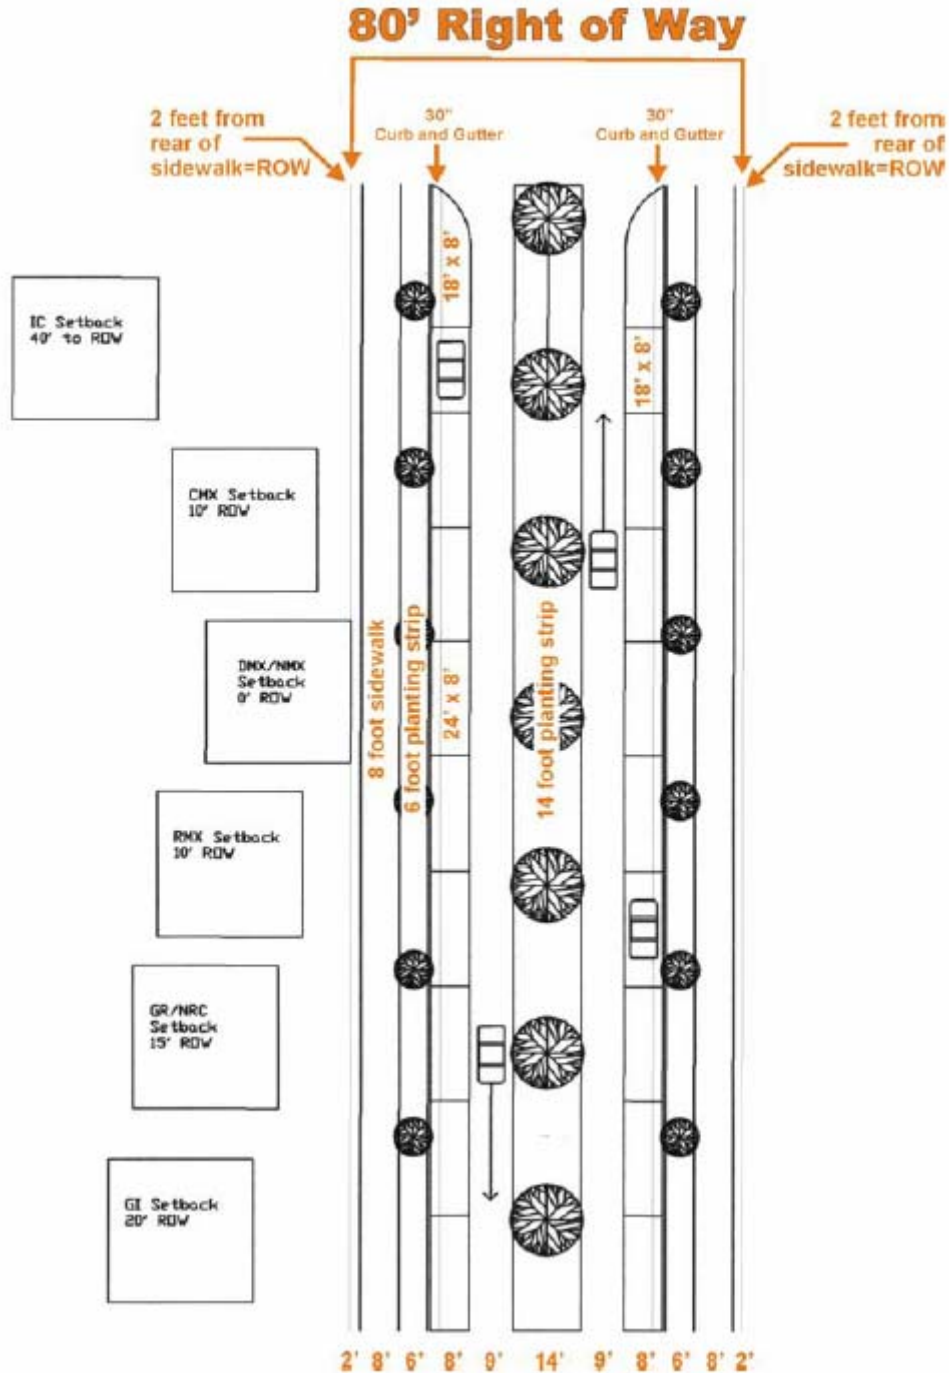 80' Right of Way
2 feet from
rear of
sidewalk=ROW
30"
Curb and Gutter
30"
Curb and Gutter
2 feet from
rear of
sidewalk=ROW
18' x 8'
IC Setback
40' to ROW
18' x 8'
CMX Setback
10' ROW
DMX/NMX
Setback
0' ROW
8 foot sidewalk
6 foot planting strip
24' x 8'
14 foot planting strip
RMX Setback
10' ROW
GR/NRC
Setback
15' ROW
GI Setback
20' ROW
2' 8' 6' 8' 9' 14' 9' 8' 6' 8' 2'